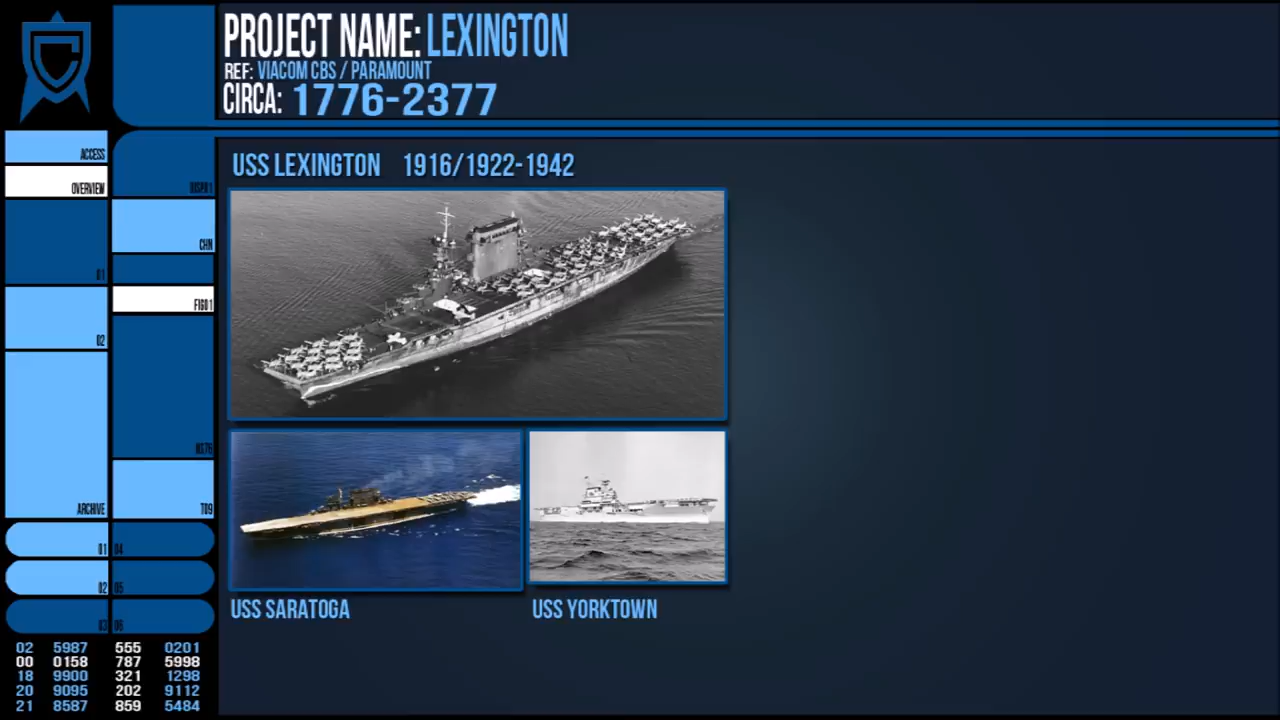 PROJECT NAME: LEXINGTON
REF: VIACOM CBS / PARAMOUNT
CIRCA: 1776-2377
ACCESS
OVERVIEW
01
02
ARCHIVE
CHN
F1601
T09
01 04
02 05
03 06
02 5987 555 0201
00 0158 787 5998
18 9900 321 1298
20 9095 202 9112
21 8587 859 5484
USS LEXINGTON 1916/1922-1942
USS SARATOGA
USS YORKTOWN